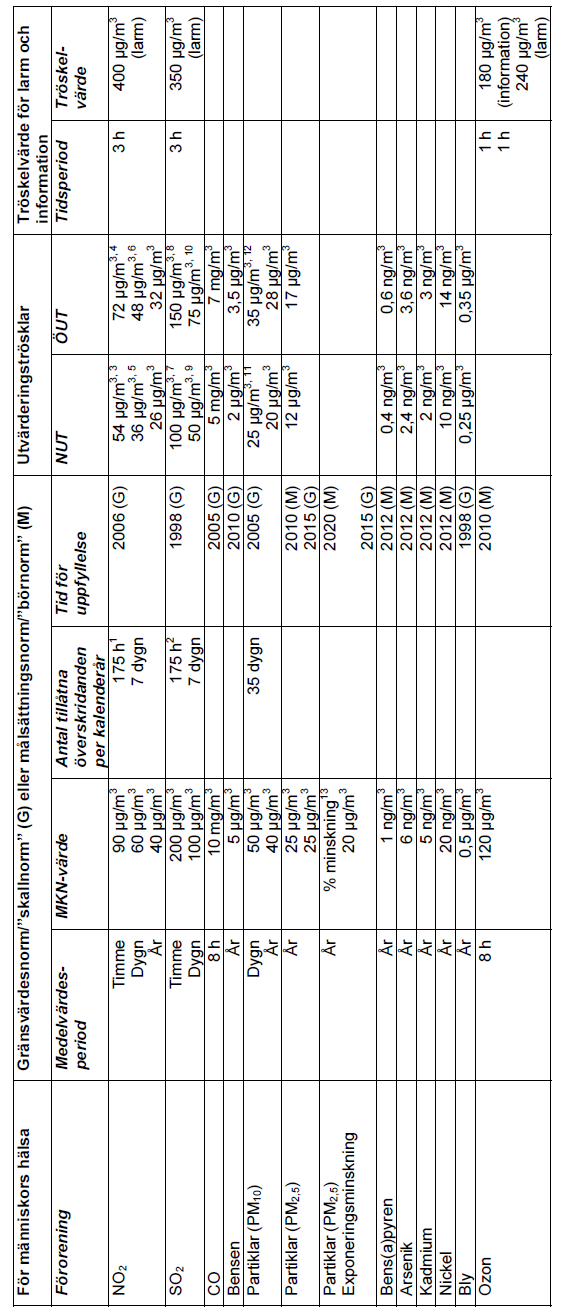 För människors hälsa | Gränsvärdesnorm/”skallnorm” (G) eller målsättningsnorm/”börnorm” (M) | Utvärderingströsklar | Tröskelvärde för larm och information
Förorening | Medelvärdes-period | MKN-värde | Antal tillåtna överskridanden per kalenderår | Tid för uppfyllelse | NUT | ÖUT | Tidsperiod | Tröskel-värde
NO2 | Timme | 90 µg/m3 | 175 h1 | 2006 (G) | 54 µg/m3, 3 | 72 µg/m3, 4 | 3 h | 400 µg/m3
Dygn | 60 µg/m3 | 7 dygn | 36 µg/m3, 5 | 48 µg/m3, 6 | (larm)
År | 40 µg/m3 | 26 µg/m3 | 32 µg/m3
SO2 | Timme | 200 µg/m3 | 175 h2 | 1998 (G) | 100 µg/m3, 7 | 150 µg/m3, 8 | 3 h | 350 µg/m3
Dygn | 100 µg/m3 | 7 dygn | 50 µg/m3, 9 | 75 µg/m3, 10 | (larm)
CO | 8 h | 10 mg/m3 | 2005 (G) | 5 mg/m3 | 7 mg/m3
Bensen | År | 5 µg/m3 | 2010 (G) | 2 µg/m3 | 3,5 µg/m3
Partiklar (PM10) | Dygn | 50 µg/m3 | 35 dygn | 2005 (G) | 25 µg/m3, 11 | 35 µg/m3, 12
År | 40 µg/m3 | 20 µg/m3 | 28 µg/m3
Partiklar (PM2,5) | År | 25 µg/m3 | 2010 (M) | 12 µg/m3 | 17 µg/m3
25 µg/m3 | 2015 (G)
Partiklar (PM2,5) | År | % minskning13 | 2020 (M)
Exponeringsminskning | 20 µg/m3
2015 (G)
Bens(a)pyren | År | 1 ng/m3 | 2012 (M) | 0,4 ng/m3 | 0,6 ng/m3
Arsenik | År | 6 ng/m3 | 2012 (M) | 2,4 ng/m3 | 3,6 ng/m3
Kadmium | År | 5 ng/m3 | 2012 (M) | 2 ng/m3 | 3 ng/m3
Nickel | År | 20 ng/m3 | 2012 (M) | 10 ng/m3 | 14 ng/m3
Bly | År | 0,5 µg/m3 | 1998 (G) | 0,25 µg/m3 | 0,35 µg/m3
Ozon | 8 h | 120 µg/m3 | 2010 (M) | 1 h | 180 µg/m3
1 h | (information)
240 µg/m3
(larm)